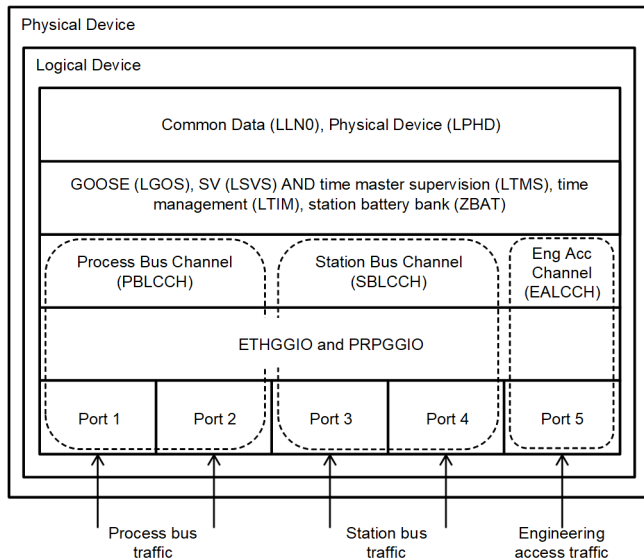 Physical Device
Logical Device
Common Data (LLN0), Physical Device (LPHD)
GOOSE (LGOS), SV (LSVS) AND time master supervision (LTMS), time
management (LTIM), station battery bank (ZBAT)
Process Bus Channel
(PBLCCH)
Station Bus Channel
(SBLCCH)
Eng Acc
Channel
(EALCCH)
ETHGGIO and PRPGGIO
Port 1
Port 2
Port 3
Port 4
Port 5
Process bus
traffic
Station bus
traffic
Engineering
access traffic